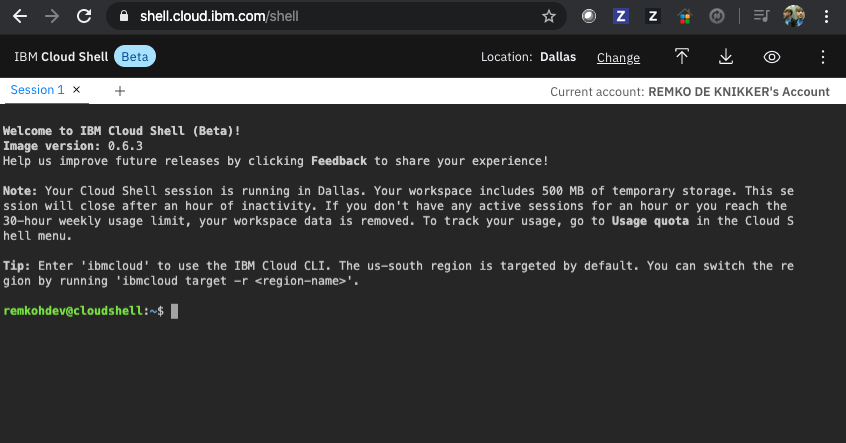 shell.cloud.ibm.com/shell
IBM Cloud Shell Beta Location: Dallas Change
Session 1 × + Current account: REMKO DE KNIKKER's Account
Welcome to IBM Cloud Shell (Beta)!
Image version: 0.6.3
Help us improve future releases by clicking Feedback to share your experience!
Note: Your Cloud Shell session is running in Dallas. Your workspace includes 500 MB of temporary storage. This se
ssion will close after an hour of inactivity. If you don't have any active sessions for an hour or you reach the
30-hour weekly usage limit, your workspace data is removed. To track your usage, go to Usage quota in the Cloud S
hell menu.
Tip: Enter 'ibmcloud' to use the IBM Cloud CLI. The us-south region is targeted by default. You can switch the re
gion by running 'ibmcloud target -r <region-name>'.
remkohdev@cloudshell:~$